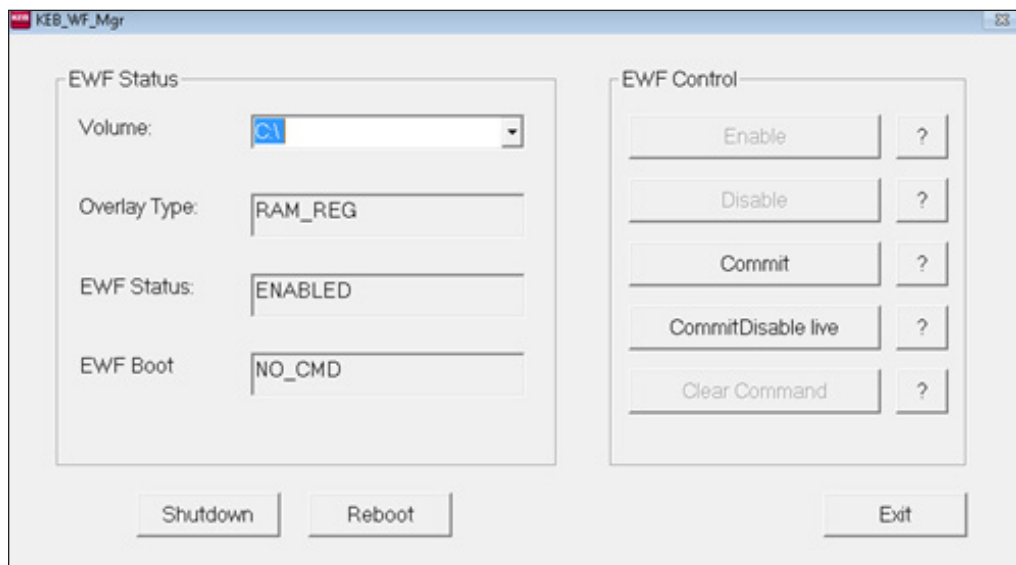 KEB KEB_WF_Mgr
EWF Status
Volume: C:\
Overlay Type: RAM_REG
EWF Status: ENABLED
EWF Boot NO_CMD
EWF Control
Enable ?
Disable ?
Commit ?
CommitDisable live ?
Clear Command ?
Shutdown Reboot Exit